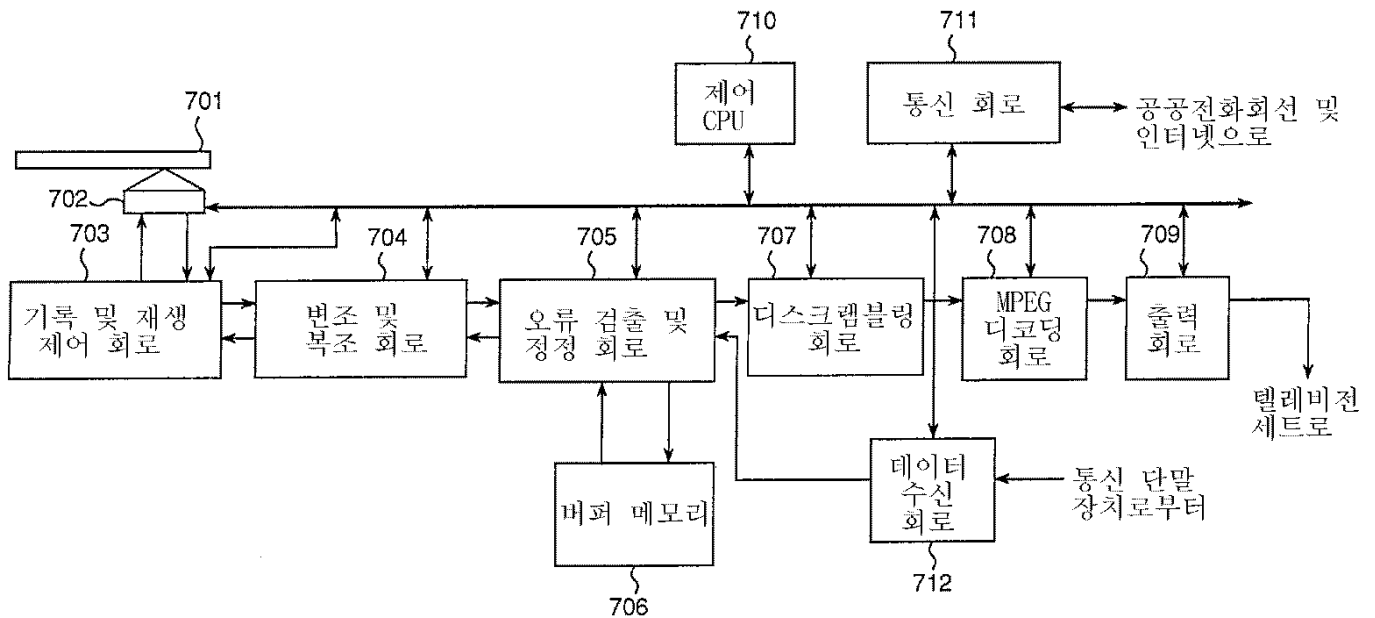 710
711
제어
CPU
통신 회로
공공전화회선 및
인터넷으로
701
702
703
704
705
707
708
709
기록 및 재생
제어 회로
변조 및
복조 회로
오류 검출 및
정정 회로
디스크램블링
회로
MPEG
디코딩
회로
출력
회로
텔레비전
세트로
버퍼 메모리
706
데이터
수신
회로
712
통신 단말
장치로부터